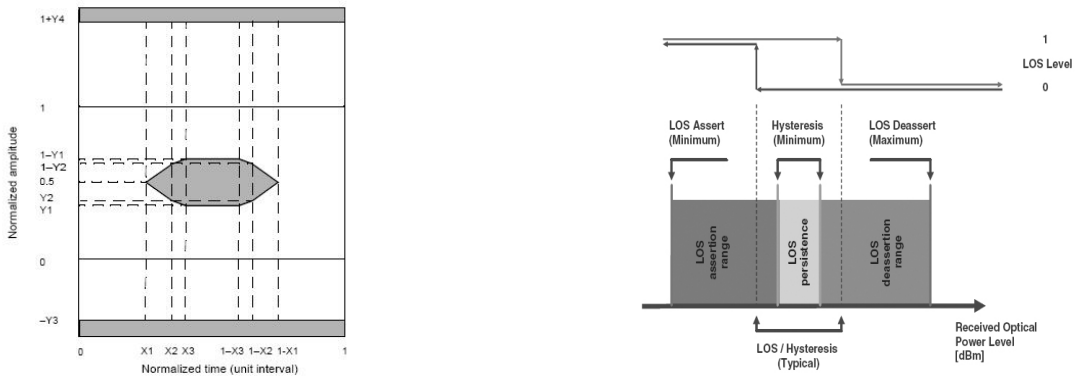 1+Y4
1
1–Y1
1–Y2
0.5
Y2
Y1
0
–Y3
Normalized amplitude
0 X1 X2 X3 1–X3 1–X2 1-X1 1
Normalized time (unit interval)
1
LOS Level
0
LOS Assert
(Minimum)
Hysteresis
(Minimum)
LOS Deassert
(Maximum)
LOS
assertion
range
LOS
persistence
LOS
deassertion
range
Received Optical
Power Level
[dBm]
LOS / Hysteresis
(Typical)